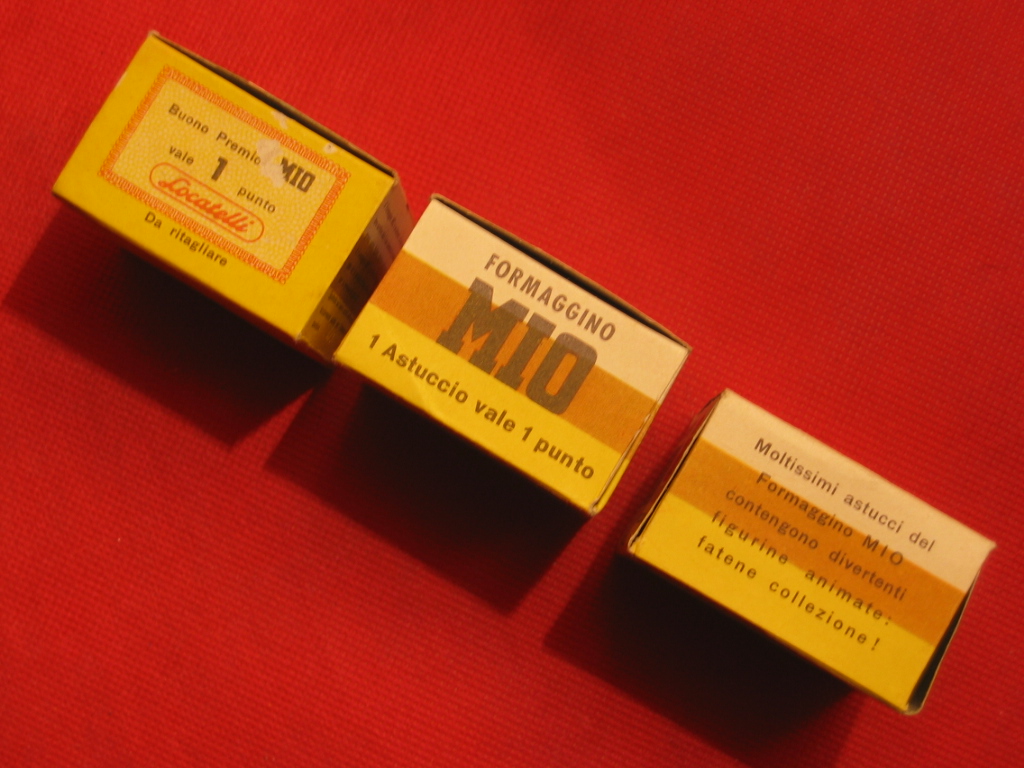 Buono Premio MIO
vale 1 punto
Locatelli
Da ritagliare
FORMAGGINO
MIO
1 Astuccio vale 1 punto
Moltissimi astucci del
Formaggino MIO
contengono divertenti
figurine animate:
fatene collezione!